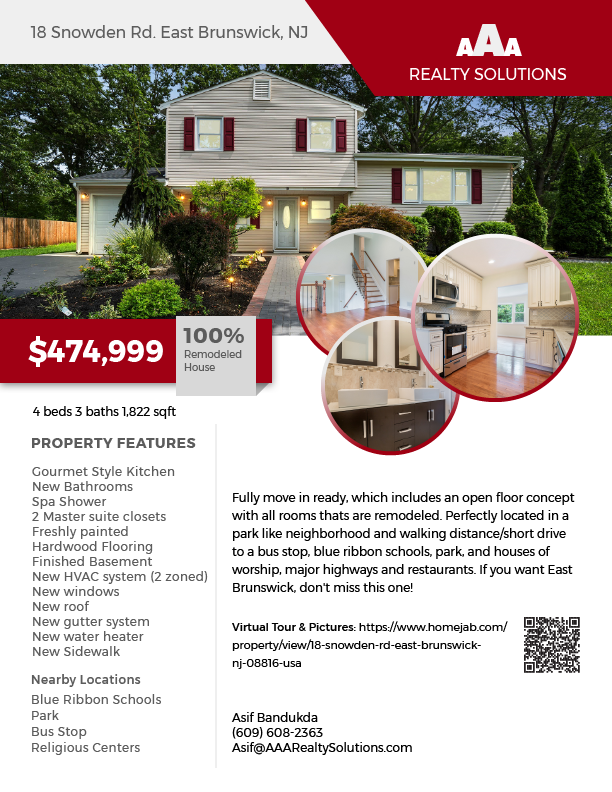 18 Snowden Rd. East Brunswick, NJ
AAA
REALTY SOLUTIONS
$474,999
100%
Remodeled
House
4 beds 3 baths 1,822 sqft
PROPERTY FEATURES
Gourmet Style Kitchen
New Bathrooms
Spa Shower
2 Master suite closets
Freshly painted
Hardwood Flooring
Finished Basement
New HVAC system (2 zoned)
New windows
New roof
New gutter system
New water heater
New Sidewalk
Nearby Locations
Blue Ribbon Schools
Park
Bus Stop
Religious Centers
Fully move in ready, which includes an open floor concept
with all rooms thats are remodeled. Perfectly located in a
park like neighborhood and walking distance/short drive
to a bus stop, blue ribbon schools, park, and houses of
worship, major highways and restaurants. If you want East
Brunswick, don't miss this one!
Virtual Tour & Pictures: https://www.homejab.com/
property/view/18-snowden-rd-east-brunswick-
nj-08816-usa
Asif Bandukda
(609) 608-2363
Asif@AAARealtySolutions.com